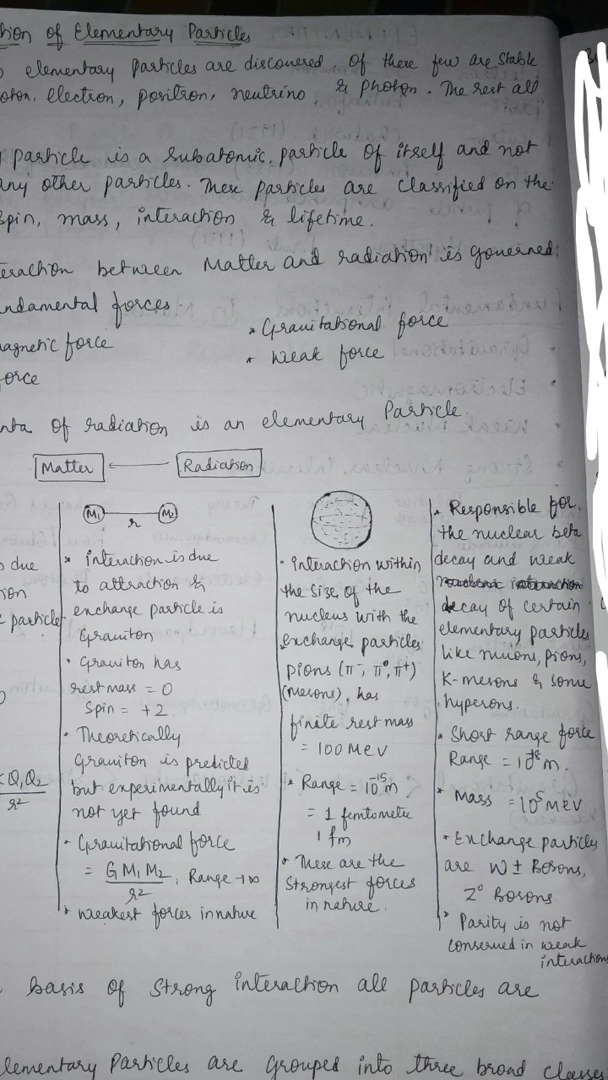 tion of Elementary Particles
elementary particles are discovered. Of these few are stable
oton, electron, positron, neutrino & photon. The rest all
particle is a subatomic particle of itself and not
any other particles. These particles are classified on the
spin, mass, interaction & lifetime.
eraction between Matter and radiation is governed
ndamental forces
• Gravitational force
agnetic force
• Weak force
orce
nta of radiation is an elementary Particle.
Matter ← Radiation
s due
ion
particle
Q1Q2
r²
M1 M2
r
• interaction is due
to attraction &
exchange particle is
Graviton
• Graviton has
rest mass = 0
Spin = +2
• Theoretically
graviton is predicted
but experimentally it is
not yet found
• Gravitational force
= G M1 M2 / r², Range → ∞
• Weakest forces in nature
• interaction within
the size of the
nucleus with the
exchange particles
pions (π⁻, π⁰, π⁺)
(mesons), has
finite rest mass
= 100 MeV
• Range = 10⁻¹⁵ m
= 1 femtometre
1 fm
• These are the
Strongest forces
in nature.
• Responsible for
the nuclear beta
decay and weak
decay of certain
elementary particles
like muons, pions,
K-mesons & some
hyperons.
• Short range force
Range = 10⁻¹⁸ m.
• Mass = 10⁵ MeV
• Exchange particles
are W± Bosons,
Z⁰ Bosons
• Parity is not
conserved in weak
interactions
basis of strong interaction all particles are
lementary Particles are grouped into three broad classes